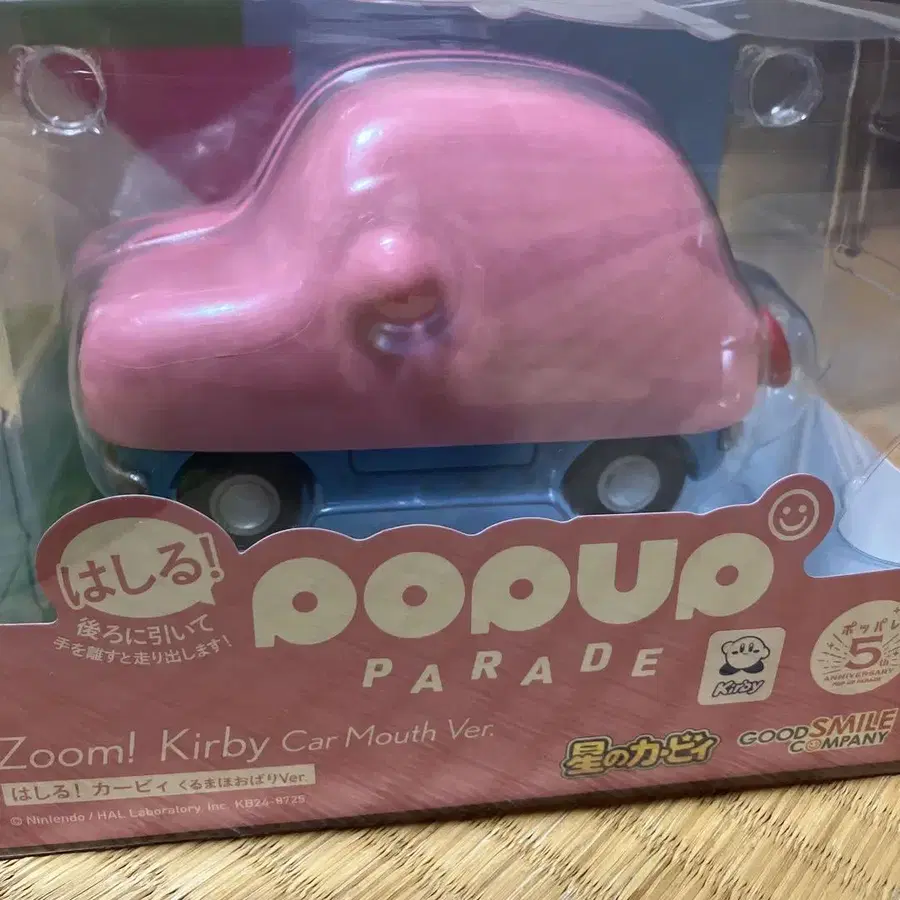 はしる!
後ろに引いて
手を離すと走り出します!
POPUP
PARADE
Kirby
ポッパレ
5th
ANNIVERSARY
POP UP PARADE
Zoom! Kirby Car Mouth Ver.
はしる! カービィ くるまほおばりVer.
星のカービィ
GOOD SMILE
COMPANY
© Nintendo / HAL Laboratory, Inc. KB24-8725